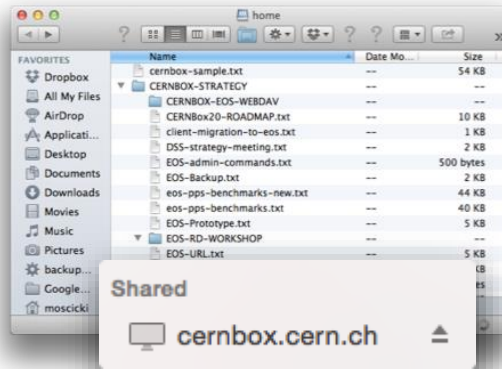 home
FAVORITES
Dropbox
All My Files
AirDrop
Applicati...
Desktop
Documents
Downloads
Movies
Music
Pictures
backup...
Google...
moscicki
Name Date Mo... Size
cernbox-sample.txt -- 54 KB
CERNBOX-STRATEGY -- --
CERNBOX-EOS-WEBDAV -- --
CERNBox20-ROADMAP.txt -- 10 KB
client-migration-to-eos.txt -- 1 KB
DSS-strategy-meeting.txt -- 2 KB
EOS-admin-commands.txt -- 500 bytes
EOS-Backup.txt -- 2 KB
eos-pps-benchmarks-new.txt -- 44 KB
eos-pps-benchmarks.txt -- 40 KB
EOS-Prototype.txt -- 5 KB
EOS-RD-WORKSHOP -- --
EOS-URL.txt -- 5 KB
Shared
cernbox.cern.ch